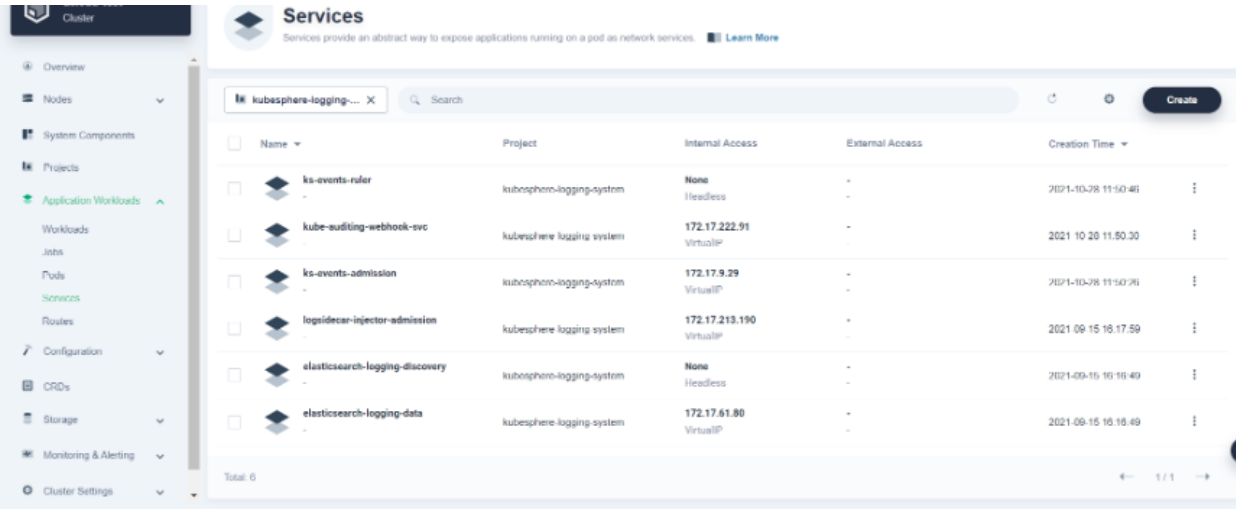 Cluster
Services
Services provide an abstract way to expose applications running on a pod as network services. Learn More
Overview
Nodes
System Components
Projects
Application Workloads
Workloads
Jobs
Pods
Services
Routes
Configuration
CRDs
Storage
Monitoring & Alerting
Cluster Settings
kubesphere-logging-... X Search Create
Name Project Internal Access External Access Creation Time
ks-events-ruler kubesphere-logging-system None - 2021-10-28 11:50:46
- Headless -
kube-auditing-webhook-svc kubesphere-logging-system 172.17.222.91 - 2021-10-28 11:50:30
- VirtualIP -
ks-events-admission kubesphere-logging-system 172.17.9.29 - 2021-10-28 11:50:26
- VirtualIP -
logsidecar-injector-admission kubesphere-logging-system 172.17.213.190 - 2021-09-15 16:17:59
- VirtualIP -
elasticsearch-logging-discovery kubesphere-logging-system None - 2021-09-15 16:16:49
- Headless -
elasticsearch-logging-data kubesphere-logging-system 172.17.61.80 - 2021-09-15 16:16:49
- VirtualIP -
Total: 6 1 / 1